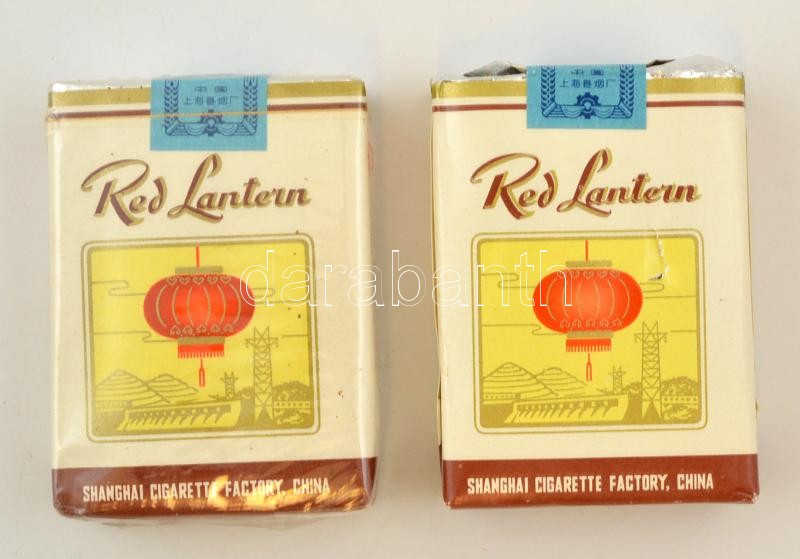 中国
上海卷烟厂
Red Lantern
SHANGHAI CIGARETTE FACTORY, CHINA
中国
上海卷烟厂
Red Lantern
SHANGHAI CIGARETTE FACTORY, CHINA
darabanth